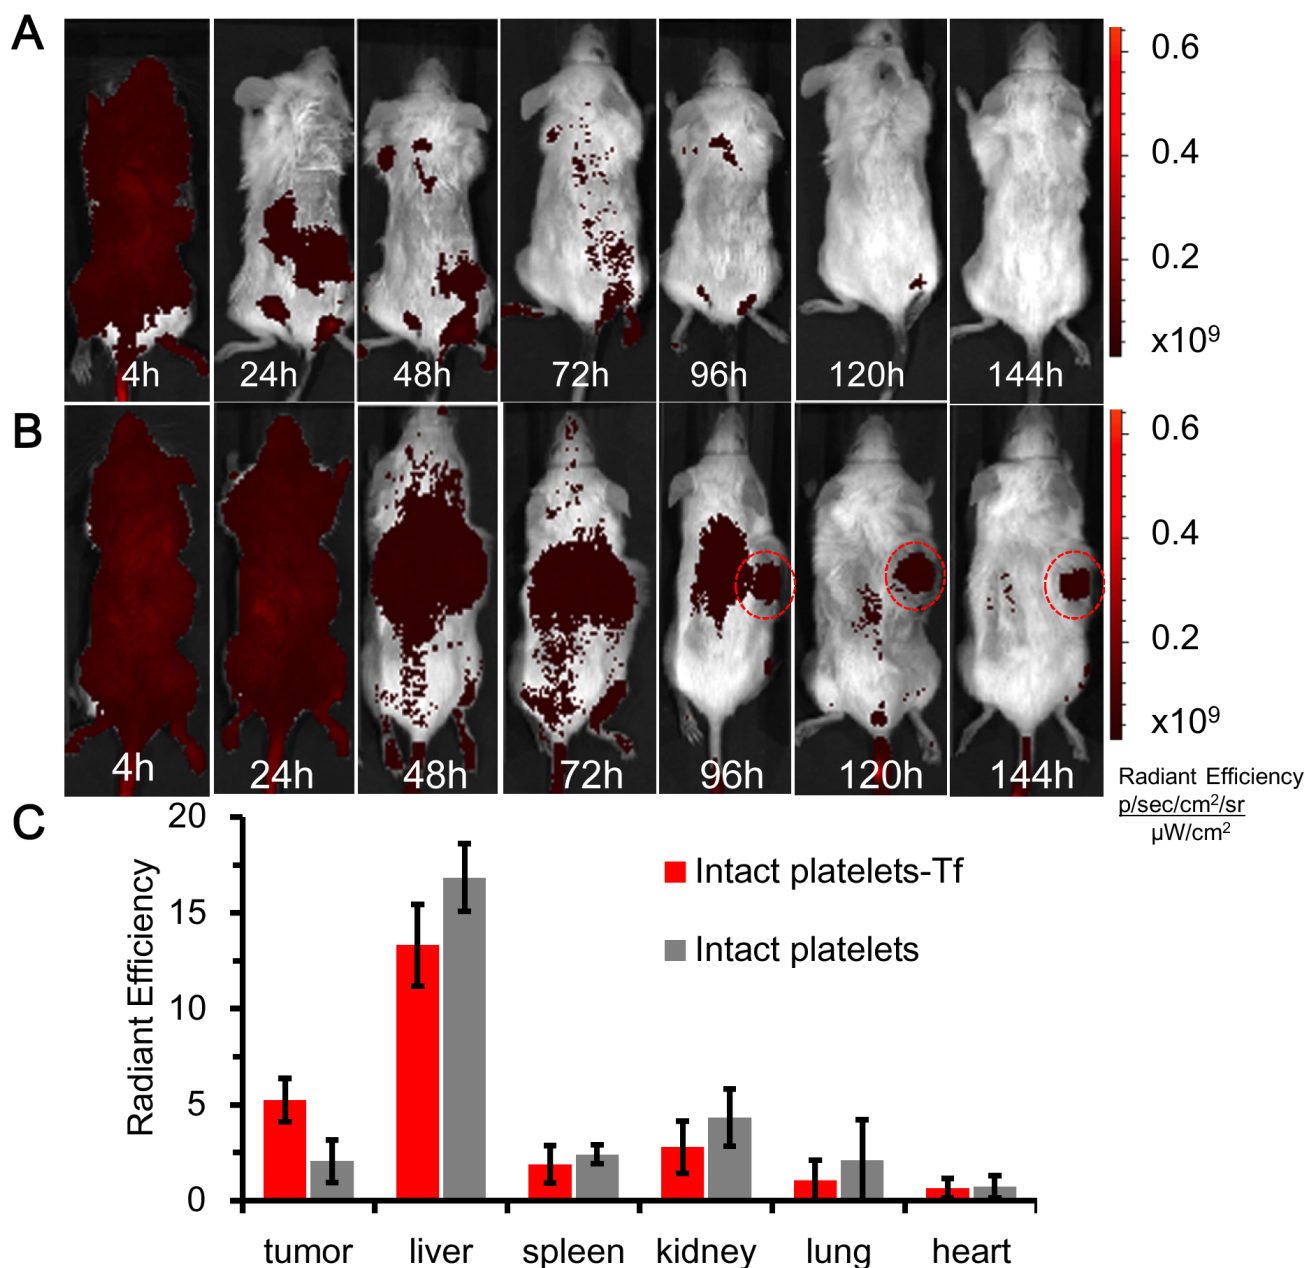 A
4h 24h 48h 72h 96h 120h 144h
0.6
0.4
0.2
x10⁹
B
4h 24h 48h 72h 96h 120h 144h
0.6
0.4
0.2
x10⁹
Radiant Efficiency
p/sec/cm²/sr
µW/cm²
C
Radiant Efficiency
20
15
10
5
0
Intact platelets-Tf
Intact platelets
tumor liver spleen kidney lung heart